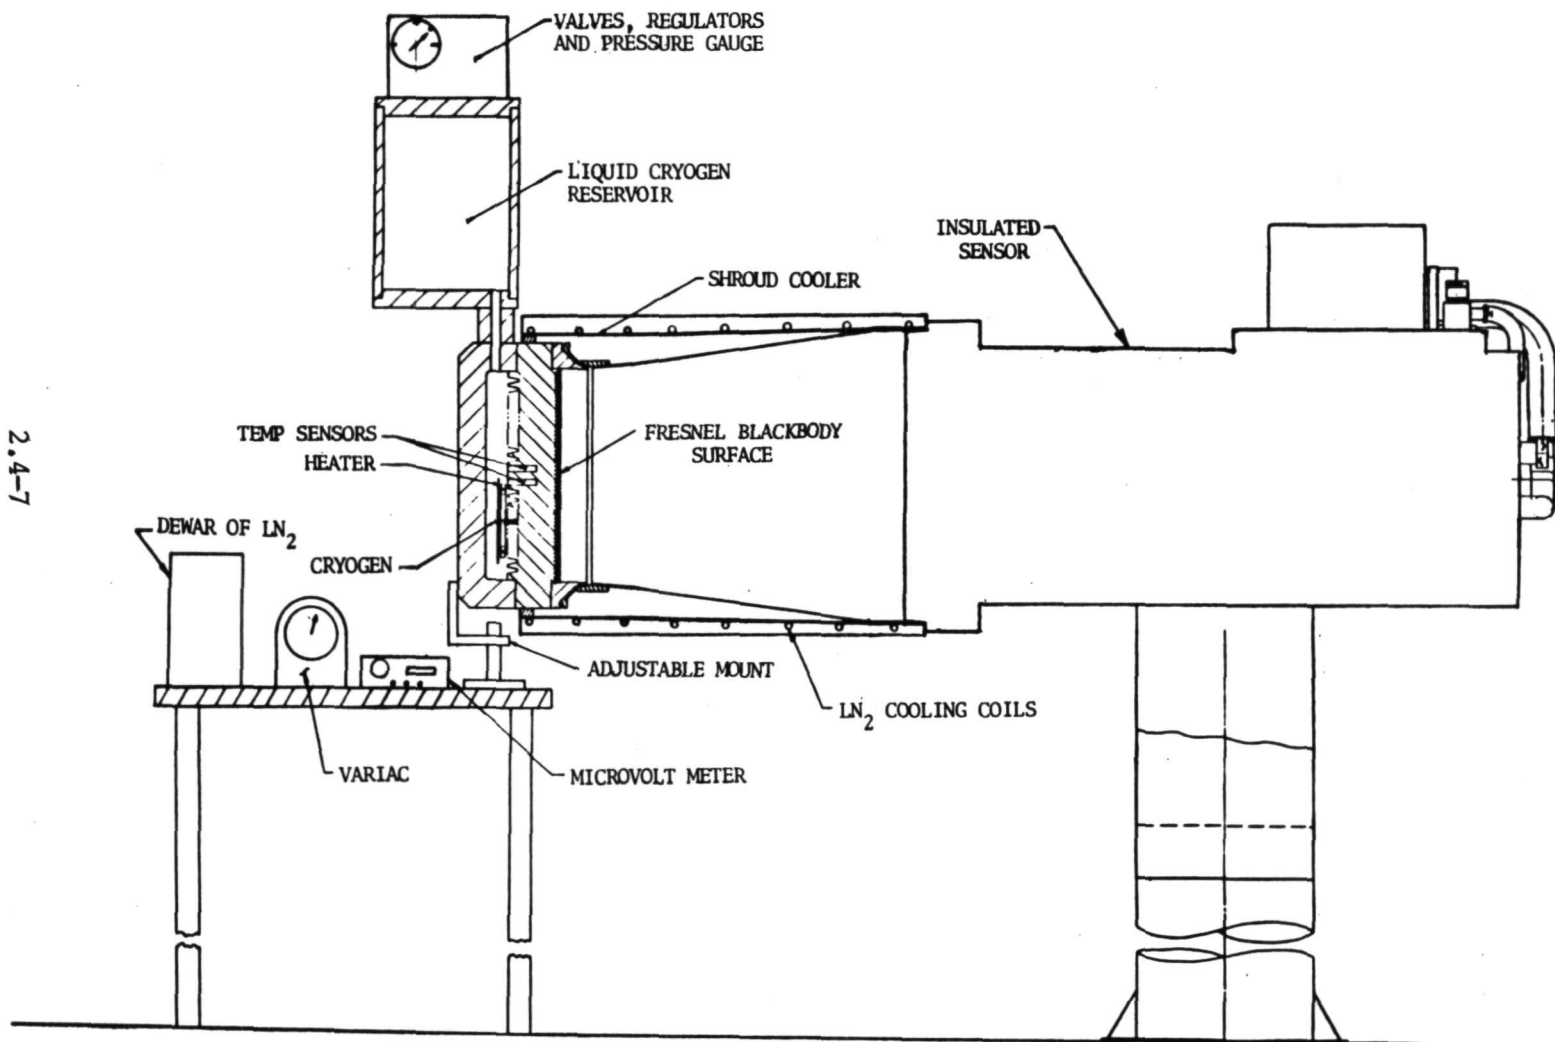 VALVES, REGULATORS
AND PRESSURE GAUGE
LIQUID CRYOGEN
RESERVOIR
INSULATED
SENSOR
SHROUD COOLER
TEMP SENSORS
HEATER
FRESNEL BLACKBODY
SURFACE
2.4-7
DEWAR OF LN2
CRYOGEN
ADJUSTABLE MOUNT
LN2 COOLING COILS
VARIAC
MICROVOLT METER